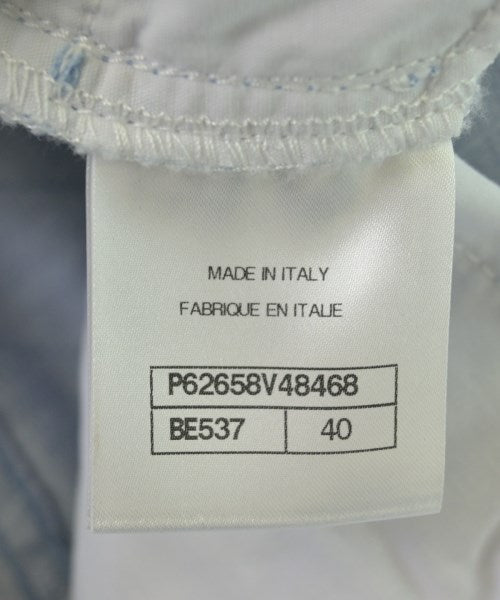 MADE IN ITALY
FABRIQUE EN ITALIE
P62658V48468
BE537 40